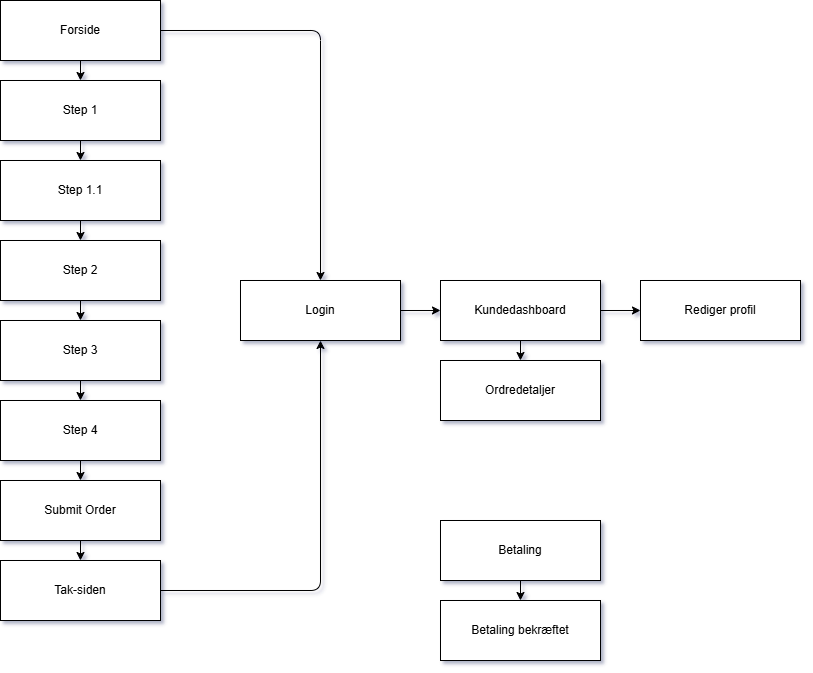 Forside
Step 1
Step 1.1
Step 2
Step 3
Step 4
Submit Order
Tak-siden
Login
Kundedashboard
Rediger profil
Ordredetaljer
Betaling
Betaling bekræftet